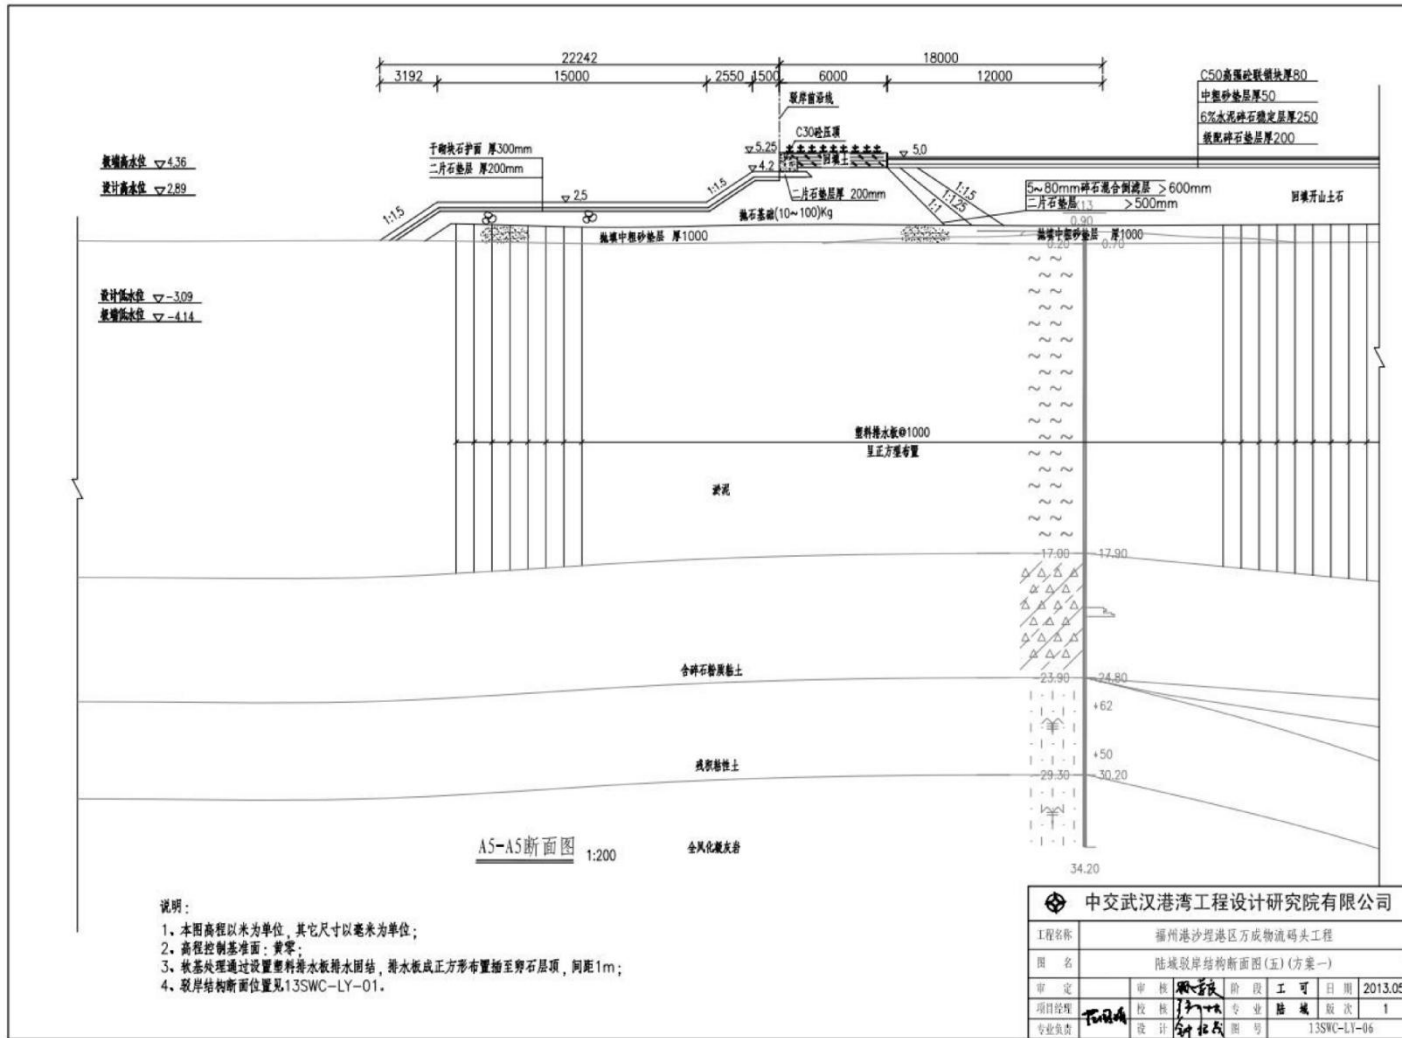 22242 18000
3192 15000 2550 1500 6000 12000
驳岸前沿线
C50高强砼联锁块厚80
中粗砂垫层厚50
6%水泥碎石稳定层厚250
级配碎石垫层厚200
C30砼压顶
极端高水位 4.36
设计高水位 2.89
干砌块石护面 厚300mm
二片石垫层 厚200mm
5.25
4.2
回填土
5.0
2.5
1:1.5
1:1.5
1:1
1:1.25
1:1.5
二片石垫层厚 200mm
抛石基础(10~100)Kg
5~80mm碎石混合倒滤层 >600mm
二片石垫层 >500mm
回填开山土石
0.90
抛填中粗砂垫层 厚1000
抛填中粗砂垫层 厚1000
0.20 0.70
设计低水位 -3.09
极端低水位 -4.14
塑料排水板@1000
呈正方型布置
淤泥
-17.00 -17.90
含碎石粉质黏土
-23.90 -24.80
62
50
残积黏性土
-29.30 -30.20
全风化凝灰岩
34.20
A5-A5断面图 1:200
说明：
1、本图高程以米为单位，其它尺寸以毫米为单位；
2、高程控制基准面：黄零；
3、软基处理通过设置塑料排水板排水固结，排水板成正方形布置插至卵石层顶，间距1m；
4、驳岸结构断面位置见13SWC-LY-01。
中交武汉港湾工程设计研究院有限公司
工程名称 福州港沙埕港区万成物流码头工程
图 名 陆域驳岸结构断面图(五)(方案一)
审 定 审 核 阶 段 工 可 日 期 2013.05
项目经理 校 核 专 业 陆 域 版 次 1
专业负责 设 计 图 号 13SWC-LY-06